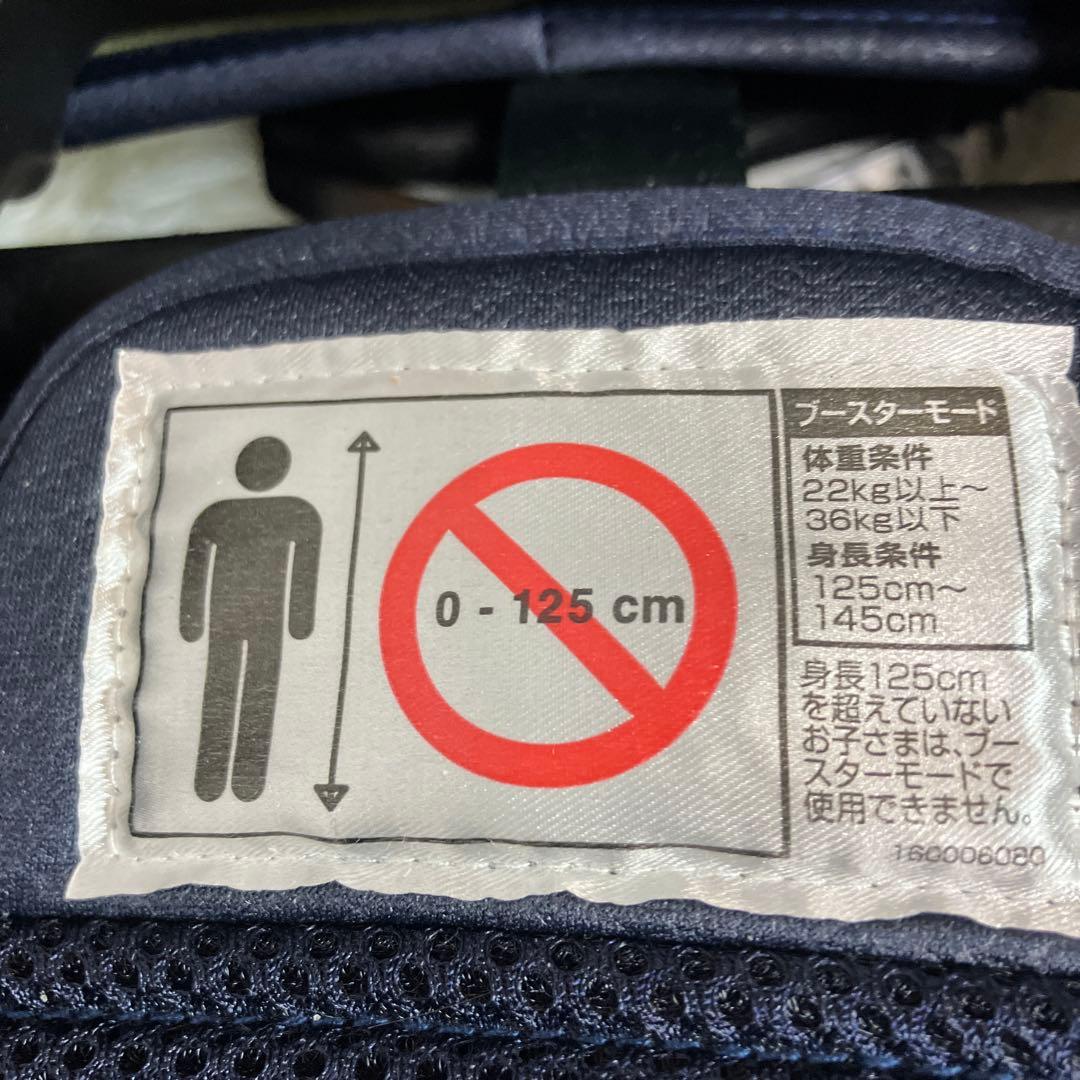 0 - 125 cm
ブースターモード
体重条件
22kg以上～
36kg以下
身長条件
125cm～
145cm
身長125cm
を超えていない
お子さまは、ブー
スターモードで
使用できません。
160006080